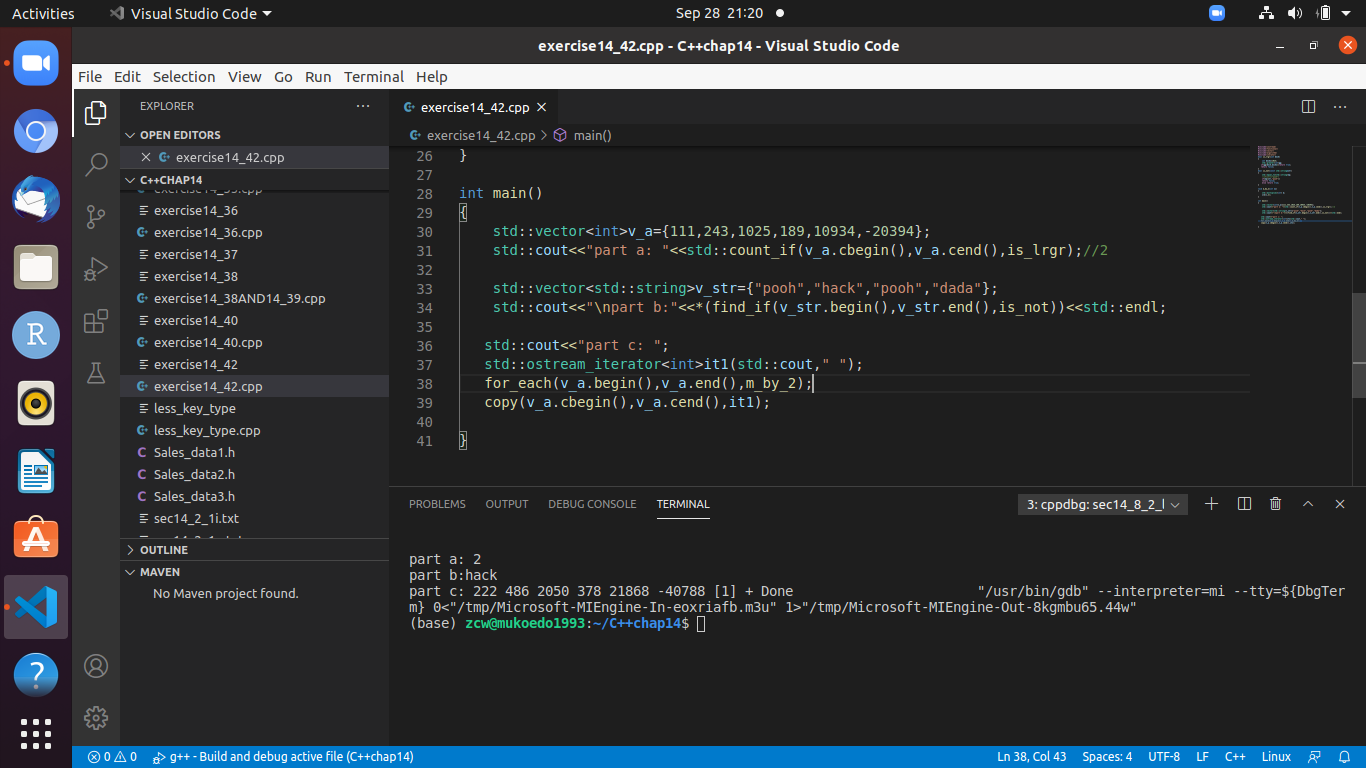 Activities
Visual Studio Code
Sep 28 21:20
exercise14_42.cpp - C++chap14 - Visual Studio Code
File Edit Selection View Go Run Terminal Help
EXPLORER
OPEN EDITORS
exercise14_42.cpp
C++CHAP14
exercise14_36
exercise14_36.cpp
exercise14_37
exercise14_38
exercise14_38AND14_39.cpp
exercise14_40
exercise14_40.cpp
exercise14_42
exercise14_42.cpp
less_key_type
less_key_type.cpp
Sales_data1.h
Sales_data2.h
Sales_data3.h
sec14_2_1i.txt
OUTLINE
MAVEN
No Maven project found.
exercise14_42.cpp
exercise14_42.cpp > main()
26 }
27
28 int main()
29 {
30 std::vector<int>v_a={111,243,1025,189,10934,-20394};
31 std::cout<<"part a: "<<std::count_if(v_a.cbegin(),v_a.cend(),is_lrgr);//2
32
33 std::vector<std::string>v_str={"pooh","hack","pooh","dada"};
34 std::cout<<"\npart b:"<<*(find_if(v_str.begin(),v_str.end(),is_not))<<std::endl;
35
36 std::cout<<"part c: ";
37 std::ostream_iterator<int>it1(std::cout," ");
38 for_each(v_a.begin(),v_a.end(),m_by_2);
39 copy(v_a.cbegin(),v_a.cend(),it1);
40
41 }
PROBLEMS OUTPUT DEBUG CONSOLE TERMINAL
3: cppdbg: sec14_8_2_
part a: 2
part b:hack
part c: 222 486 2050 378 21868 -40788 [1] + Done "/usr/bin/gdb" --interpreter=mi --tty=${DbgTer
m} 0<"/tmp/Microsoft-MIEngine-In-eoxriafb.m3u" 1>"/tmp/Microsoft-MIEngine-Out-8kgmbu65.44w"
(base) zcw@mukoedo1993:~/C++chap14$
0 0 g++ - Build and debug active file (C++chap14)
Ln 38, Col 43 Spaces: 4 UTF-8 LF C++ Linux